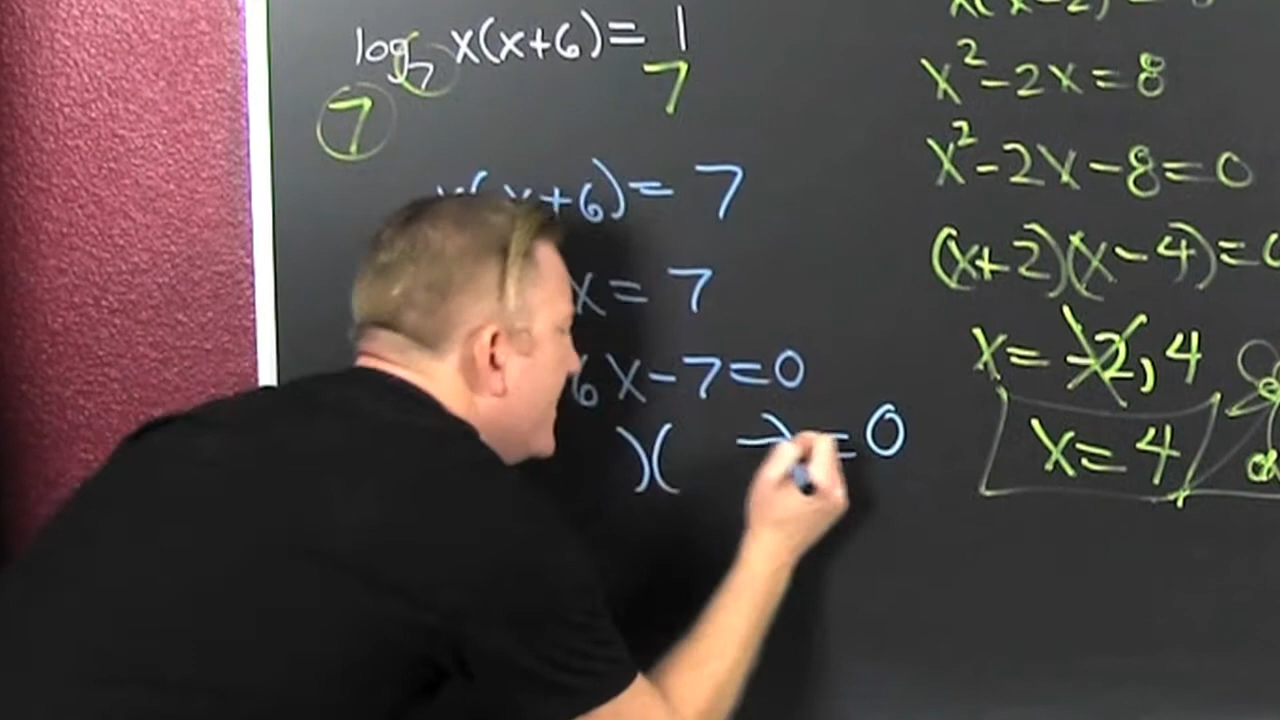 log₇ x(x+6) = 1
7
7
x(x+6) = 7
x = 7
6x - 7 = 0
)( ) = 0
x² - 2x = 8
x² - 2x - 8 = 0
(x+2)(x-4) = 0
x = -2, 4
x = 4